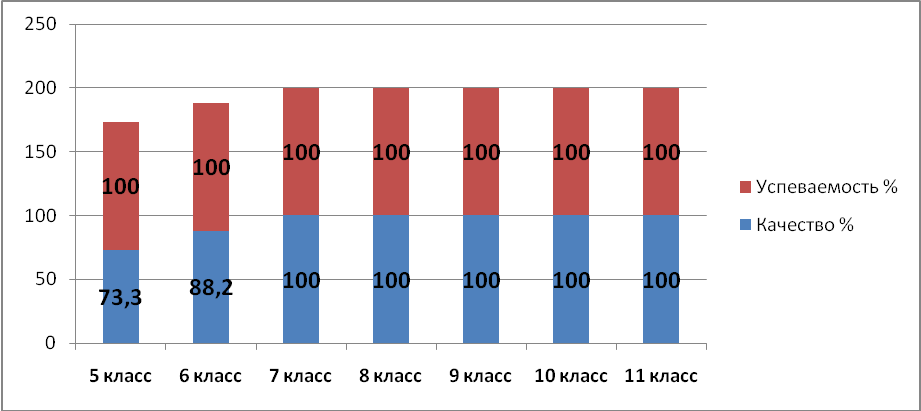 250
200
150
100
50
0
100 100 100 100 100 100 100
73,3 88,2 100 100 100 100 100
5 класс 6 класс 7 класс 8 класс 9 класс 10 класс 11 класс
Успеваемость %
Качество %